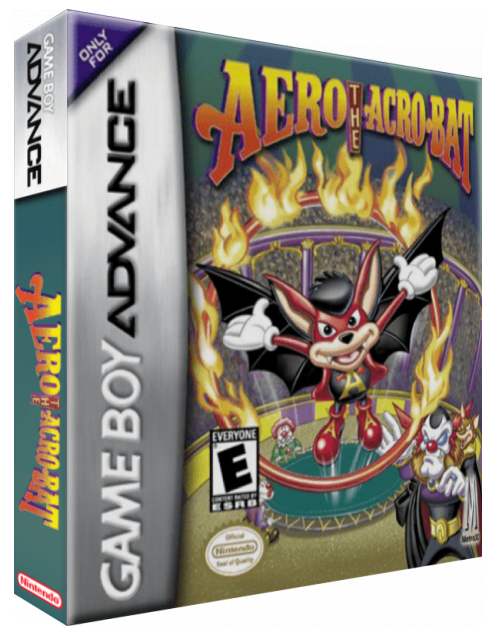 GAME BOY
ADVANCE
AERO THE ACRO-BAT
Nintendo
ONLY
FOR
GAME BOY ADVANCE
AERO
THE
ACRO-BAT
A
EVERYONE
E
CONTENT RATED BY
ESRB
Official
Nintendo
Seal of Quality
M
Metro3D